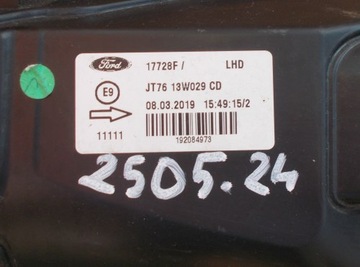 Ford 17728F / LHD
E9 JT76 13W029 CD
08.03.2019 15:49:15/2
11111
192084973
2505.24